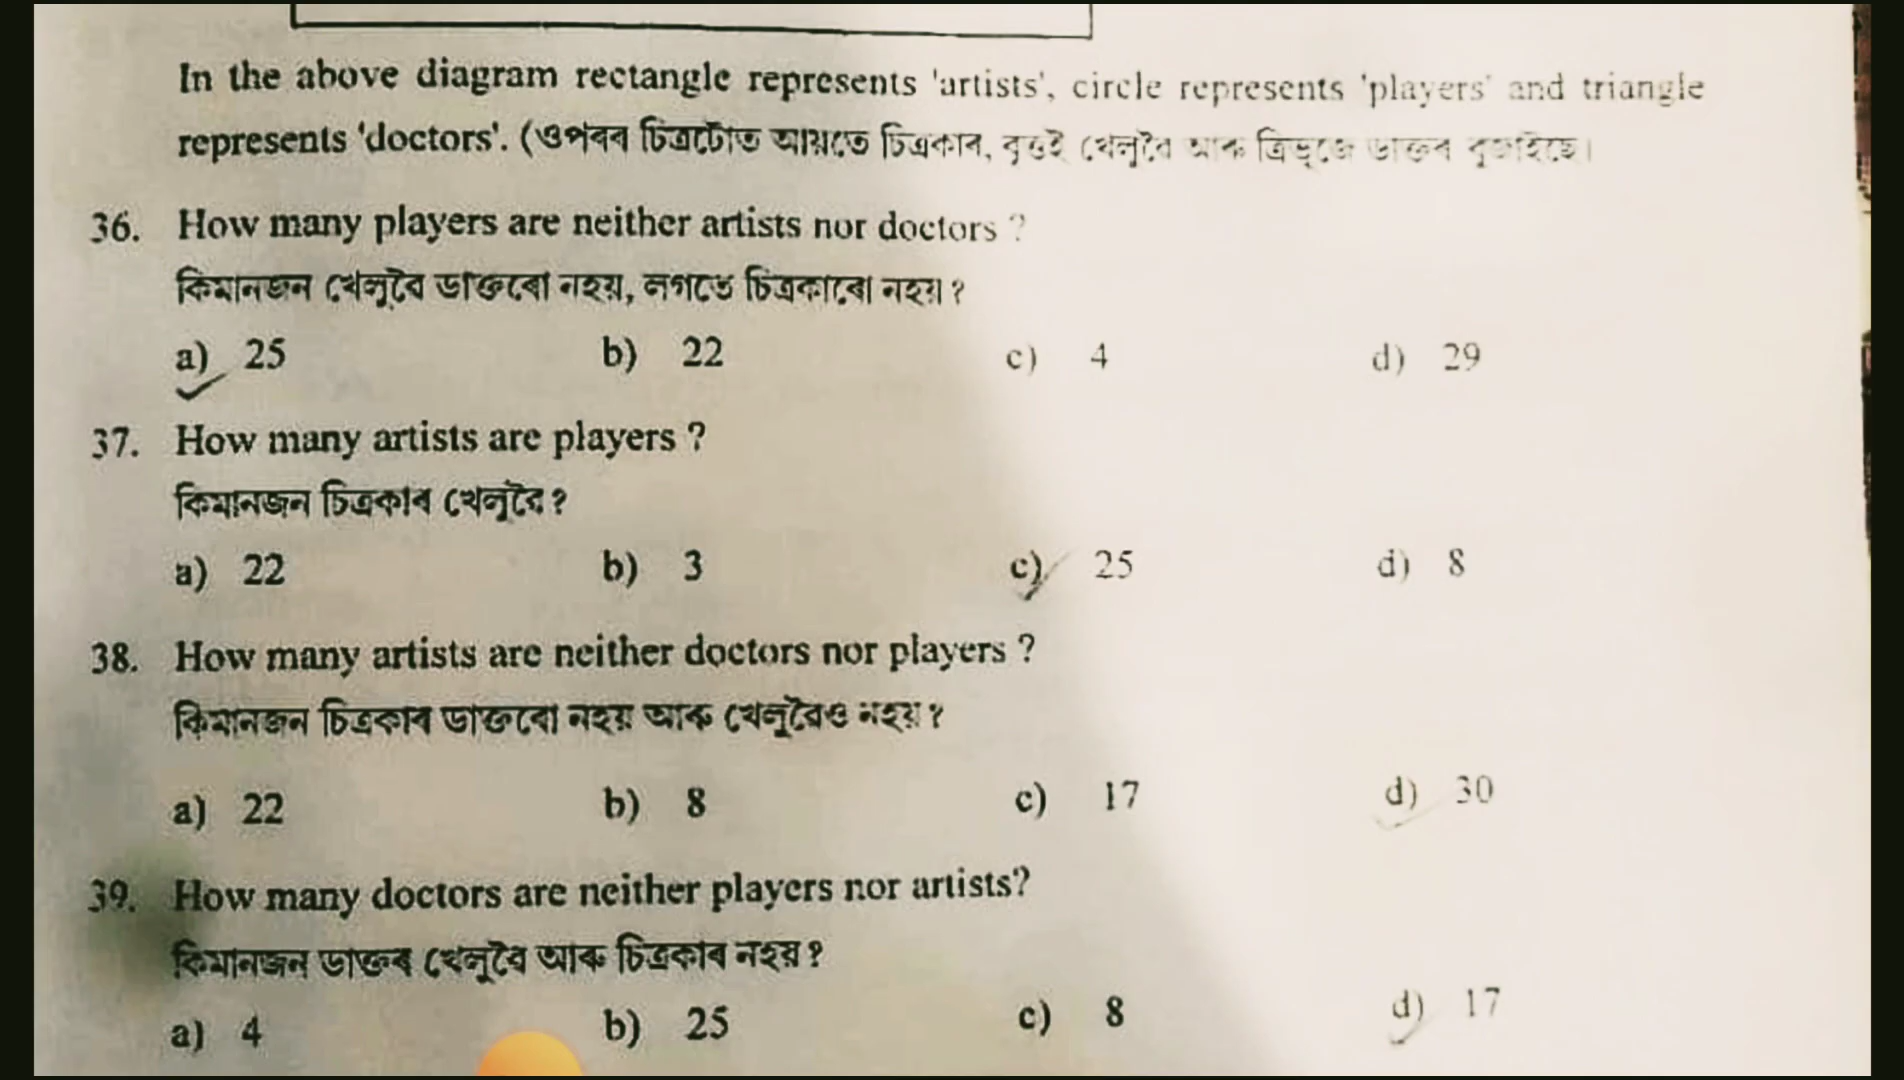 In the above diagram rectangle represents 'artists', circle represents 'players' and triangle
represents 'doctors'. (ওপৰৰ চিত্ৰটোত আয়তে চিত্ৰকাৰ, বৃত্তই খেলুৱৈ আৰু ত্ৰিভূজে ডাক্তৰ বুজাইছে।
36. How many players are neither artists nor doctors ?
কিমানজন খেলুৱৈ ডাক্তৰো নহয়, লগতে চিত্ৰকাৰো নহয়?
a) 25 b) 22 c) 4 d) 29
37. How many artists are players ?
কিমানজন চিত্ৰকাৰ খেলুৱৈ?
a) 22 b) 3 c) 25 d) 8
38. How many artists are neither doctors nor players ?
কিমানজন চিত্ৰকাৰ ডাক্তৰো নহয় আৰু খেলুৱৈও নহয়?
a) 22 b) 8 c) 17 d) 30
39. How many doctors are neither players nor artists?
কিমানজন ডাক্তৰ খেলুৱৈ আৰু চিত্ৰকাৰ নহয়?
a) 4 b) 25 c) 8 d) 17